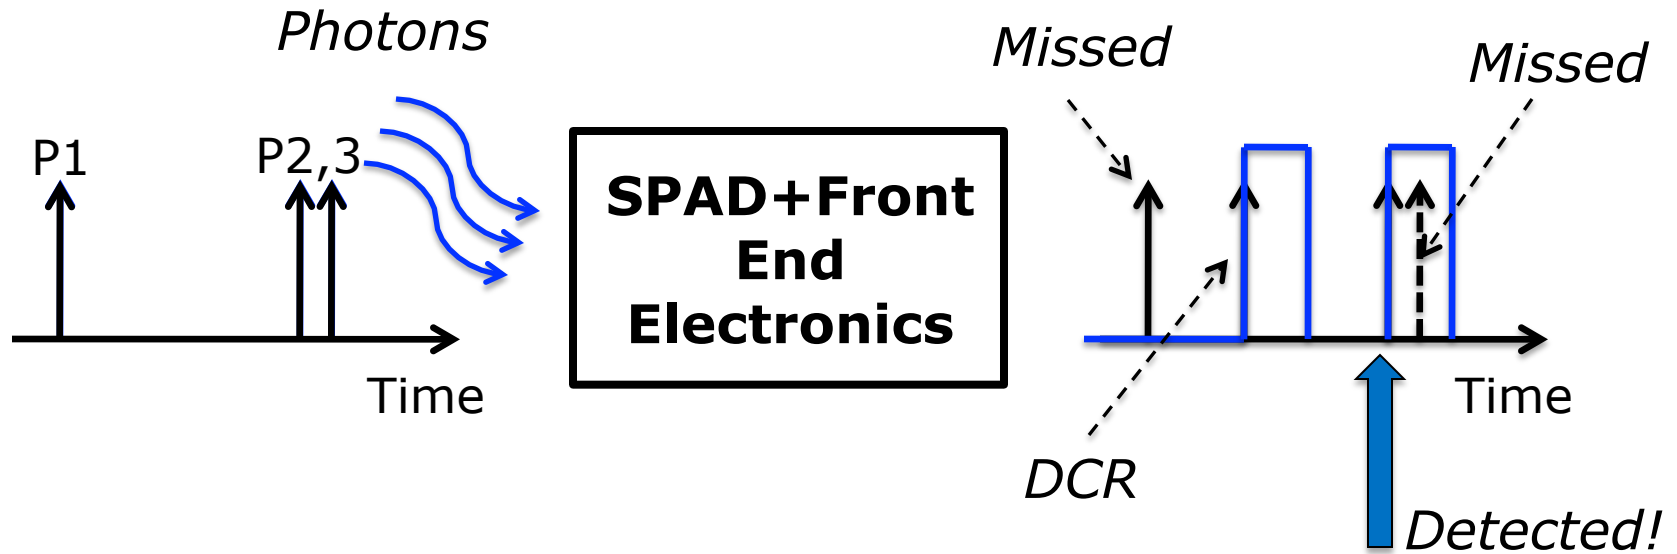 Photons
P1
P2,3
Time
SPAD+Front
End
Electronics
Missed
Missed
DCR
Time
Detected!